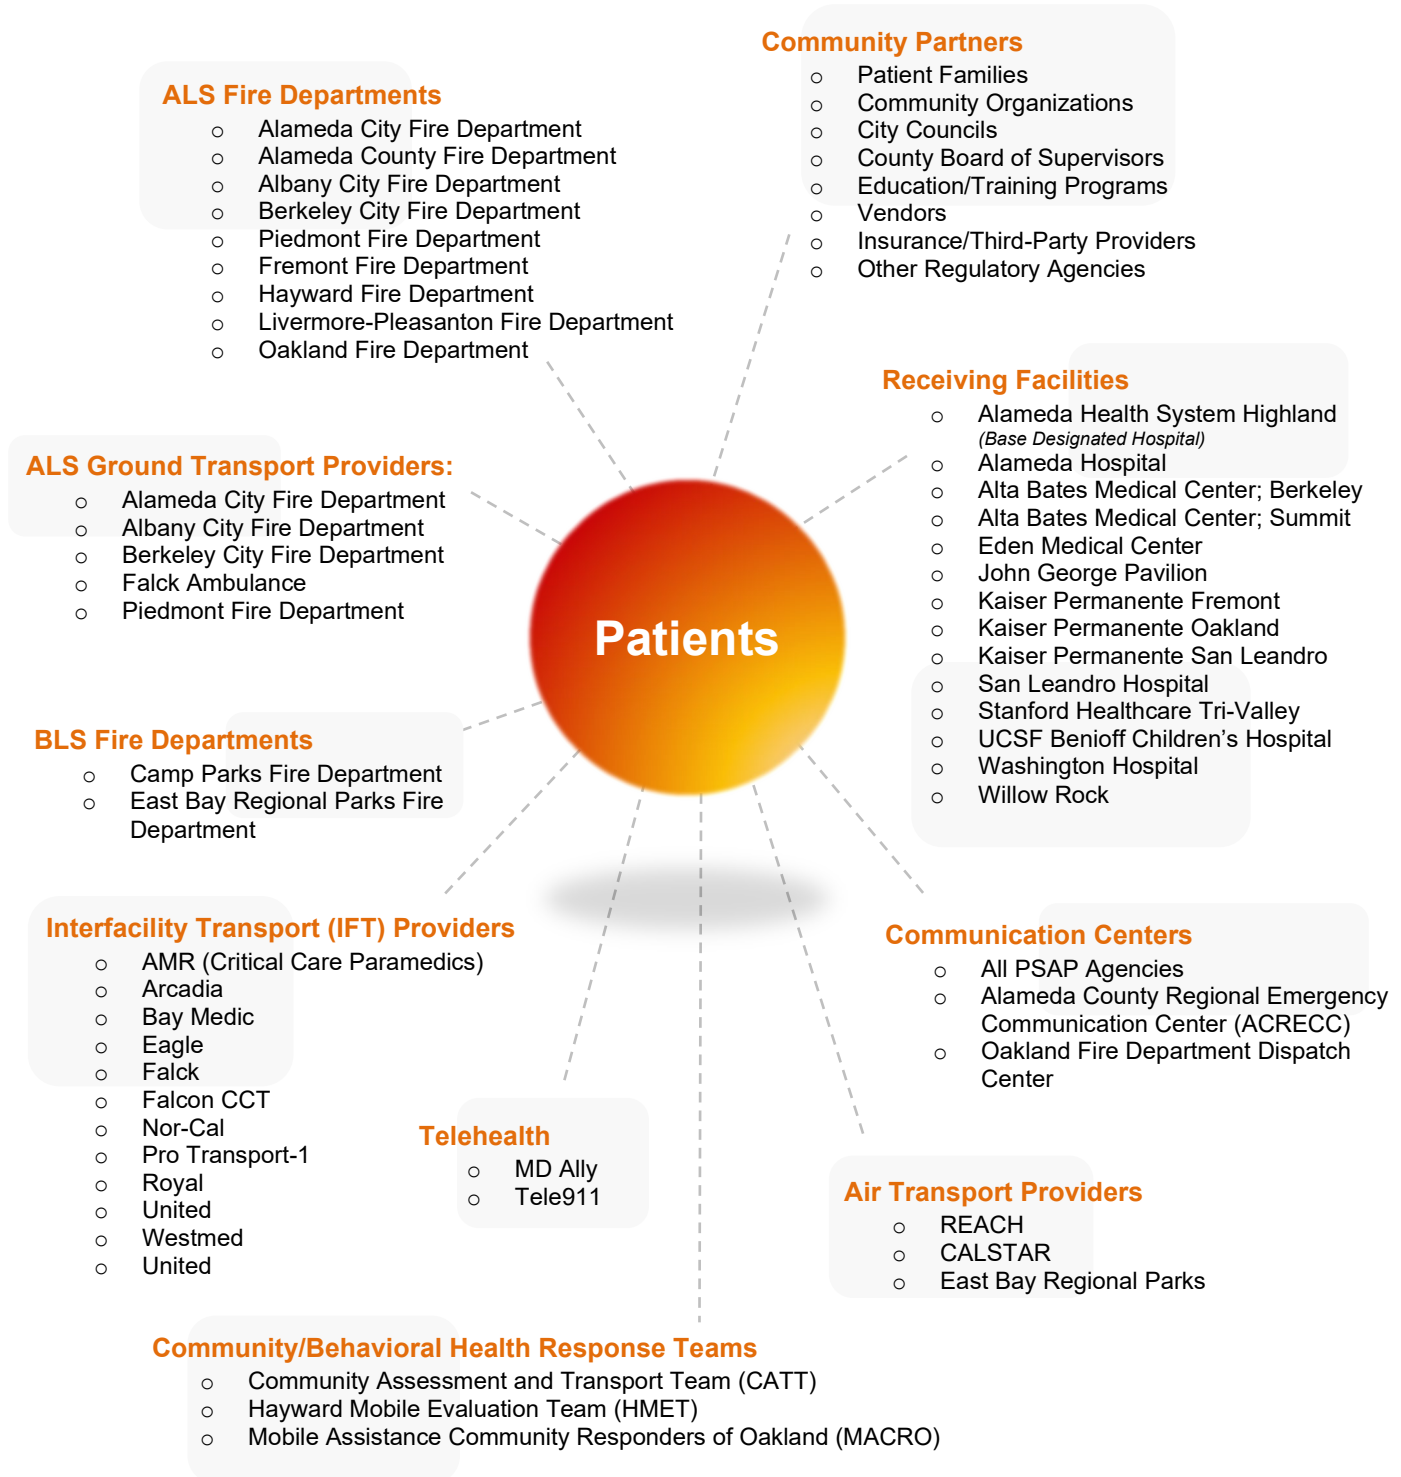 Community Partners
o Patient Families
o Community Organizations
o City Councils
o County Board of Supervisors
o Education/Training Programs
o Vendors
o Insurance/Third-Party Providers
o Other Regulatory Agencies
ALS Fire Departments
o Alameda City Fire Department
o Alameda County Fire Department
o Albany City Fire Department
o Berkeley City Fire Department
o Piedmont Fire Department
o Fremont Fire Department
o Hayward Fire Department
o Livermore-Pleasanton Fire Department
o Oakland Fire Department
Receiving Facilities
o Alameda Health System Highland
(Base Designated Hospital)
o Alameda Hospital
o Alta Bates Medical Center; Berkeley
o Alta Bates Medical Center; Summit
o Eden Medical Center
o John George Pavilion
o Kaiser Permanente Fremont
o Kaiser Permanente Oakland
o Kaiser Permanente San Leandro
o San Leandro Hospital
o Stanford Healthcare Tri-Valley
o UCSF Benioff Children's Hospital
o Washington Hospital
o Willow Rock
ALS Ground Transport Providers:
o Alameda City Fire Department
o Albany City Fire Department
o Berkeley City Fire Department
o Falck Ambulance
o Piedmont Fire Department
Patients
BLS Fire Departments
o Camp Parks Fire Department
o East Bay Regional Parks Fire
Department
Interfacility Transport (IFT) Providers
o AMR (Critical Care Paramedics)
o Arcadia
o Bay Medic
o Eagle
o Falck
o Falcon CCT
o Nor-Cal
o Pro Transport-1
o Royal
o United
o Westmed
o United
Communication Centers
o All PSAP Agencies
o Alameda County Regional Emergency
Communication Center (ACRECC)
o Oakland Fire Department Dispatch
Center
Telehealth
o MD Ally
o Tele911
Air Transport Providers
o REACH
o CALSTAR
o East Bay Regional Parks
Community/Behavioral Health Response Teams
o Community Assessment and Transport Team (CATT)
o Hayward Mobile Evaluation Team (HMET)
o Mobile Assistance Community Responders of Oakland (MACRO)